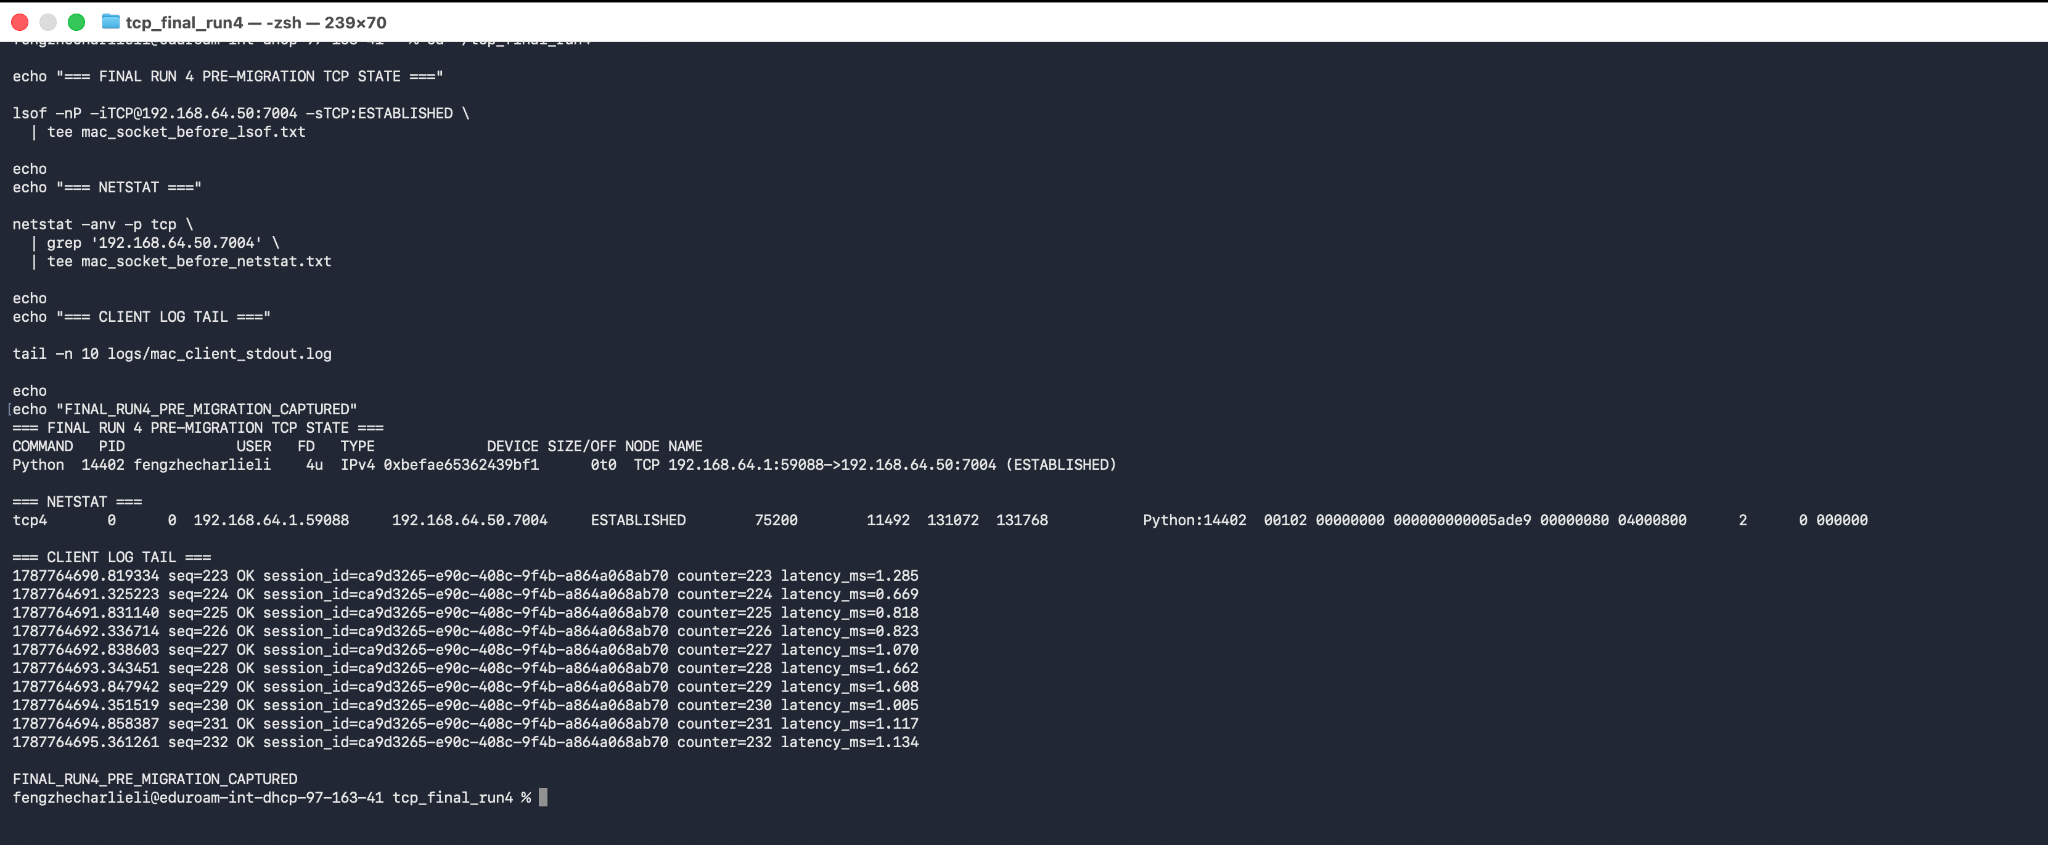 tcp_final_run4 — -zsh — 239×70
fengzhecharlieli@eduroam-int-dhcp-97-163-41 ~ % cd ~/tcp_final_run4
echo "=== FINAL RUN 4 PRE-MIGRATION TCP STATE ==="
lsof -nP -iTCP@192.168.64.50:7004 -sTCP:ESTABLISHED \
| tee mac_socket_before_lsof.txt
echo
echo "=== NETSTAT ==="
netstat -anv -p tcp \
| grep '192.168.64.50.7004' \
| tee mac_socket_before_netstat.txt
echo
echo "=== CLIENT LOG TAIL ==="
tail -n 10 logs/mac_client_stdout.log
echo
[echo "FINAL_RUN4_PRE_MIGRATION_CAPTURED"
=== FINAL RUN 4 PRE-MIGRATION TCP STATE ===
COMMAND PID USER FD TYPE DEVICE SIZE/OFF NODE NAME
Python 14402 fengzhecharlieli 4u IPv4 0xbefae65362439bf1 0t0 TCP 192.168.64.1:59088->192.168.64.50:7004 (ESTABLISHED)
=== NETSTAT ===
tcp4 0 0 192.168.64.1.59088 192.168.64.50.7004 ESTABLISHED 75200 11492 131072 131768 Python:14402 00102 00000000 000000000005ade9 00000080 04000800 2 0 000000
=== CLIENT LOG TAIL ===
1787764690.819334 seq=223 OK session_id=ca9d3265-e90c-408c-9f4b-a864a068ab70 counter=223 latency_ms=1.285
1787764691.325223 seq=224 OK session_id=ca9d3265-e90c-408c-9f4b-a864a068ab70 counter=224 latency_ms=0.669
1787764691.831140 seq=225 OK session_id=ca9d3265-e90c-408c-9f4b-a864a068ab70 counter=225 latency_ms=0.818
1787764692.336714 seq=226 OK session_id=ca9d3265-e90c-408c-9f4b-a864a068ab70 counter=226 latency_ms=0.823
1787764692.838603 seq=227 OK session_id=ca9d3265-e90c-408c-9f4b-a864a068ab70 counter=227 latency_ms=1.070
1787764693.343451 seq=228 OK session_id=ca9d3265-e90c-408c-9f4b-a864a068ab70 counter=228 latency_ms=1.662
1787764693.847942 seq=229 OK session_id=ca9d3265-e90c-408c-9f4b-a864a068ab70 counter=229 latency_ms=1.608
1787764694.351519 seq=230 OK session_id=ca9d3265-e90c-408c-9f4b-a864a068ab70 counter=230 latency_ms=1.005
1787764694.858387 seq=231 OK session_id=ca9d3265-e90c-408c-9f4b-a864a068ab70 counter=231 latency_ms=1.117
1787764695.361261 seq=232 OK session_id=ca9d3265-e90c-408c-9f4b-a864a068ab70 counter=232 latency_ms=1.134
FINAL_RUN4_PRE_MIGRATION_CAPTURED
fengzhecharlieli@eduroam-int-dhcp-97-163-41 tcp_final_run4 %